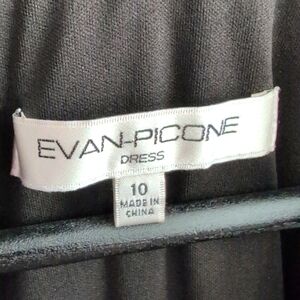 EVAN-PICONE
DRESS
10
MADE IN
CHINA